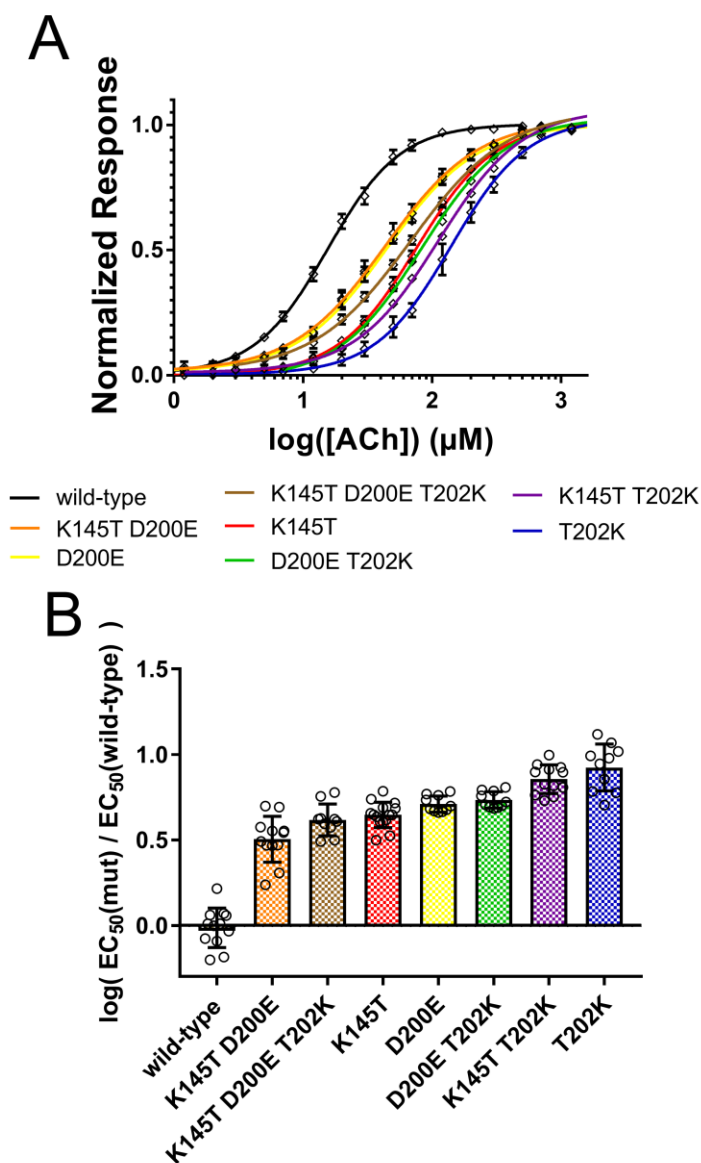 A
Normalized Response
1.0
0.5
0.0
0 1 2 3
log([ACh]) (μM)
wild-type
K145T D200E
D200E
K145T D200E T202K
K145T
D200E T202K
K145T T202K
T202K
B
log( EC50(mut) / EC50(wild-type) )
1.5
1.0
0.5
0.0
wild-type
K145T D200E
K145T D200E T202K
K145T
D200E
D200E T202K
K145T T202K
T202K